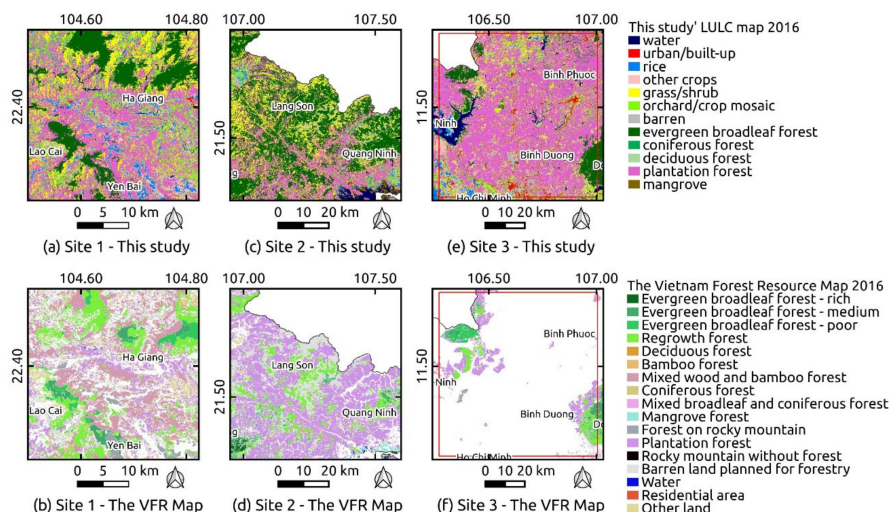 104.60 104.80
107.00 107.50
106.50 107.00
22.40
Ha Giang
Lao Cai
Yen Bai
0 5 10 km
(a) Site 1 - This study
21.50
Lang Son
Quang Ninh
g
0 10 20 km
(c) Site 2 - This study
11.50
Binh Phuoc
Ninh
Binh Duong
Do
Ho Chi Minh
0 10 20 km
(e) Site 3 - This study
This study' LULC map 2016
water
urban/built-up
rice
other crops
grass/shrub
orchard/crop mosaic
barren
evergreen broadleaf forest
coniferous forest
deciduous forest
plantation forest
mangrove
104.60 104.80
107.00 107.50
106.50 107.00
22.40
Ha Giang
Lao Cai
Yen Bai
0 5 10 km
(b) Site 1 - The VFR Map
21.50
Lang Son
Quang Ninh
g
0 10 20 km
(d) Site 2 - The VFR Map
11.50
Binh Phuoc
Ninh
Binh Duong
Do
Ho Chi Minh
0 10 20 km
(f) Site 3 - The VFR Map
The Vietnam Forest Resource Map 2016
Evergreen broadleaf forest - rich
Evergreen broadleaf forest - medium
Evergreen broadleaf forest - poor
Regrowth forest
Deciduous forest
Bamboo forest
Mixed wood and bamboo forest
Coniferous forest
Mixed broadleaf and coniferous forest
Mangrove forest
Forest on rocky mountain
Plantation forest
Rocky mountain without forest
Barren land planned for forestry
Water
Residential area
Other land